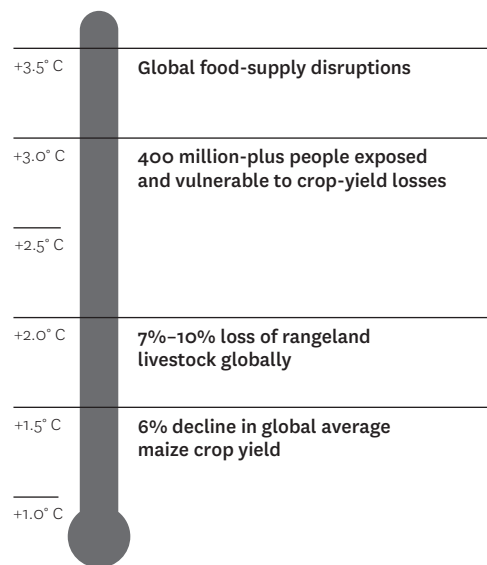 +3.5° C
Global food-supply disruptions
+3.0° C
400 million-plus people exposed
and vulnerable to crop-yield losses
+2.5° C
+2.0° C
7%–10% loss of rangeland
livestock globally
+1.5° C
6% decline in global average
maize crop yield
+1.0° C